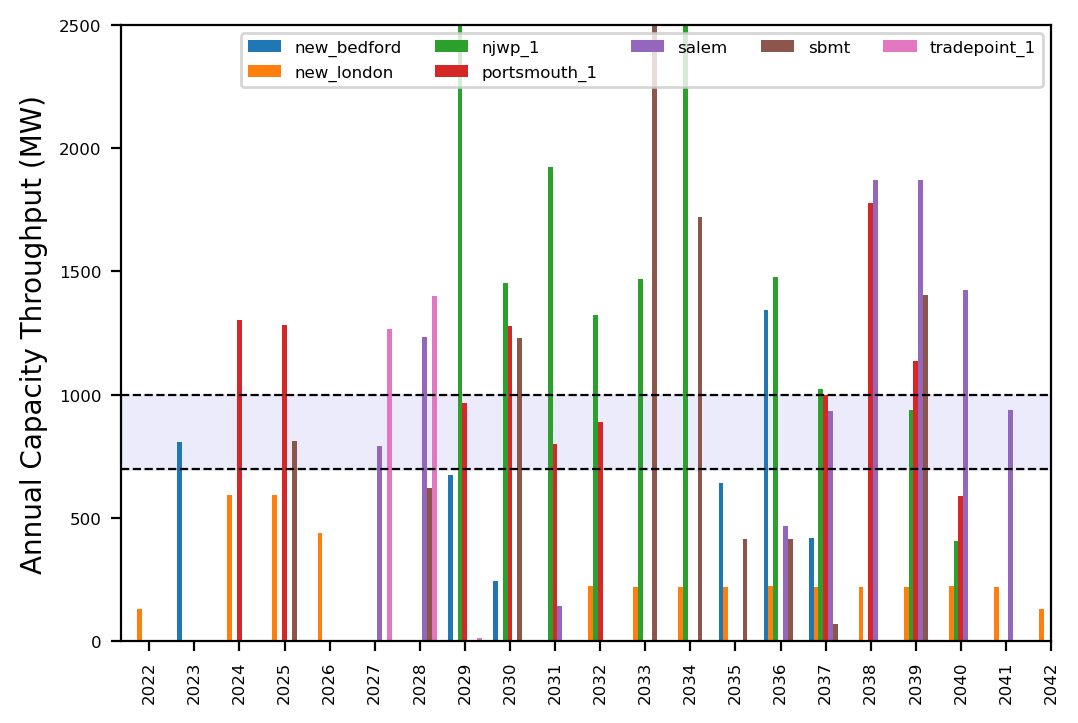 Annual Capacity Throughput (MW)
2500
2000
1500
1000
500
0
new_bedford njwp_1 salem sbmt tradepoint_1
new_london portsmouth_1
2022 2023 2024 2025 2026 2027 2028 2029 2030 2031 2032 2033 2034 2035 2036 2037 2038 2039 2040 2041 2042